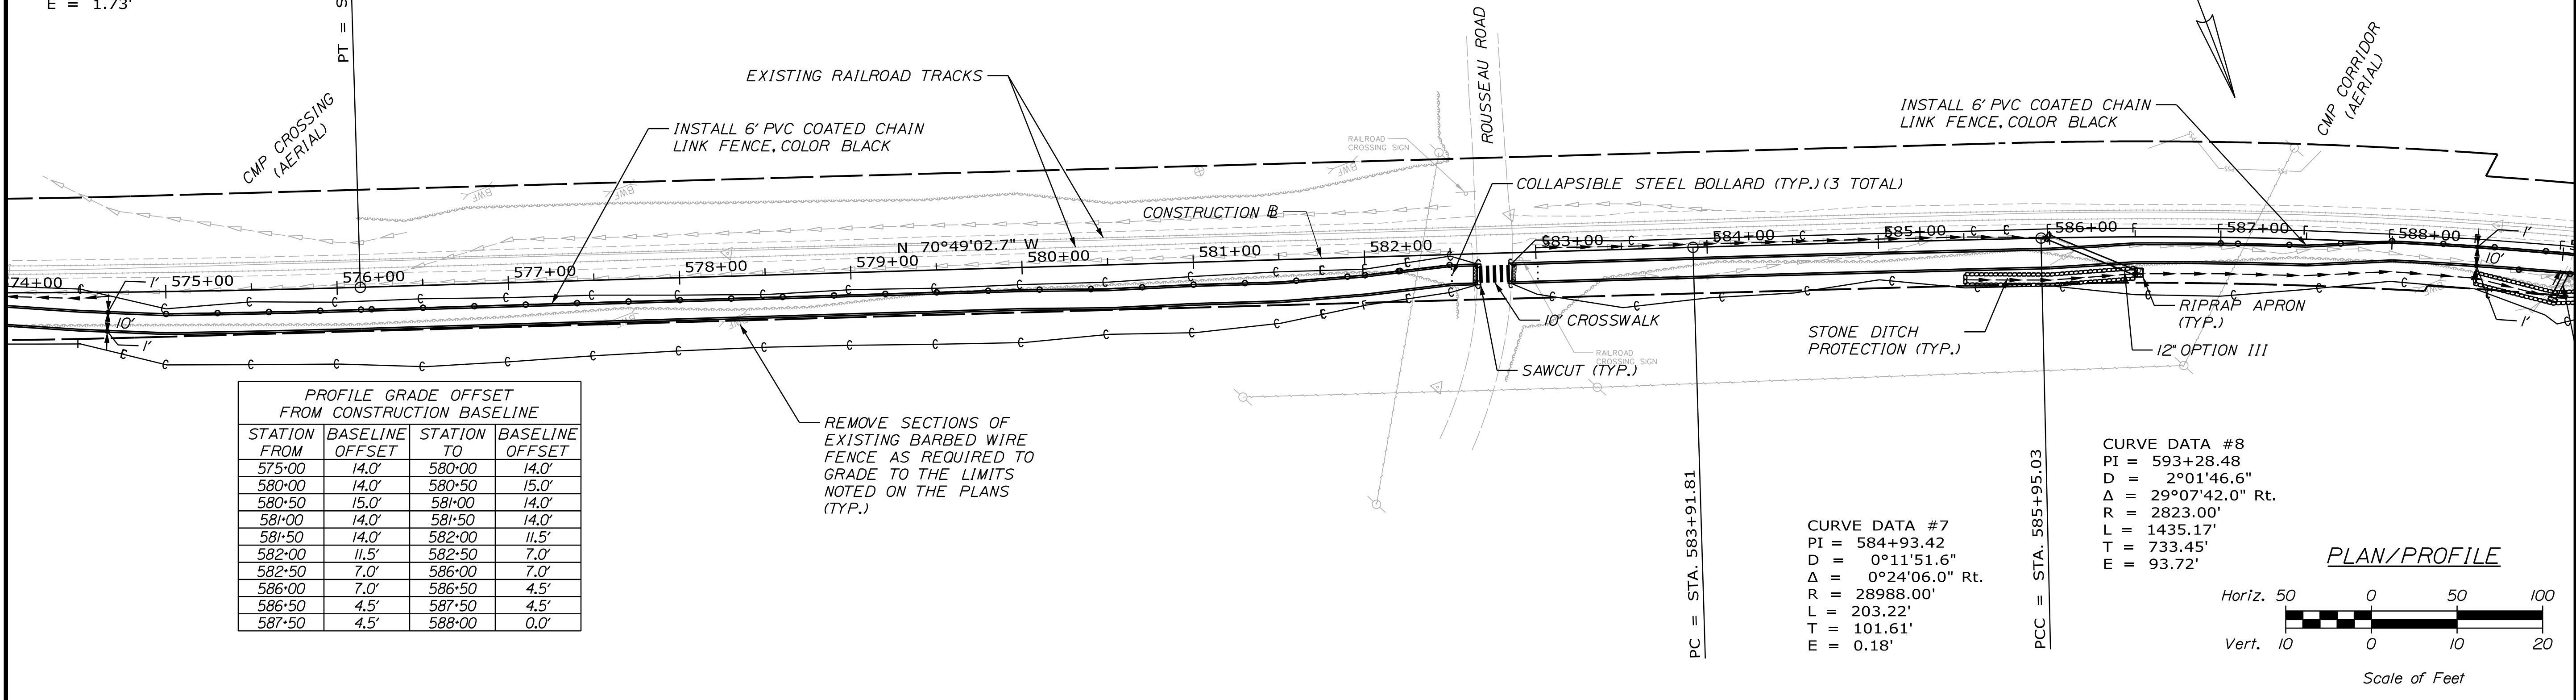 E = 1.73'
PT = S
CMP CROSSING
(AERIAL)
EXISTING RAILROAD TRACKS
INSTALL 6' PVC COATED CHAIN
LINK FENCE, COLOR BLACK
ROUSSEAU ROAD
RAILROAD
CROSSING SIGN
INSTALL 6' PVC COATED CHAIN
LINK FENCE, COLOR BLACK
CMP CORRIDOR
(AERIAL)
COLLAPSIBLE STEEL BOLLARD (TYP.) (3 TOTAL)
CONSTRUCTION B
N 70°49'02.7" W
74+00
575+00
576+00
577+00
578+00
579+00
580+00
581+00
582+00
583+00
584+00
585+00
586+00
587+00
588+00
1'
10'
1'
1'
10'
1'
10' CROSSWALK
RAILROAD
CROSSING SIGN
SAWCUT (TYP.)
STONE DITCH
PROTECTION (TYP.)
RIPRAP APRON
(TYP.)
12" OPTION III
REMOVE SECTIONS OF
EXISTING BARBED WIRE
FENCE AS REQUIRED TO
GRADE TO THE LIMITS
NOTED ON THE PLANS
(TYP.)
PROFILE GRADE OFFSET
FROM CONSTRUCTION BASELINE
STATION BASELINE STATION BASELINE
FROM OFFSET TO OFFSET
575+00 14.0' 580+00 14.0'
580+00 14.0' 580+50 15.0'
580+50 15.0' 581+00 14.0'
581+00 14.0' 581+50 14.0'
581+50 14.0' 582+00 11.5'
582+00 11.5' 582+50 7.0'
582+50 7.0' 586+00 7.0'
586+00 7.0' 586+50 4.5'
586+50 4.5' 587+50 4.5'
587+50 4.5' 588+00 0.0'
PC = STA. 583+91.81
CURVE DATA #7
PI = 584+93.42
D = 0°11'51.6"
Δ = 0°24'06.0" Rt.
R = 28988.00'
L = 203.22'
T = 101.61'
E = 0.18'
PCC = STA. 585+95.03
CURVE DATA #8
PI = 593+28.48
D = 2°01'46.6"
Δ = 29°07'42.0" Rt.
R = 2823.00'
L = 1435.17'
T = 733.45'
E = 93.72'
PLAN/PROFILE
Horiz. 50 0 50 100
Vert. 10 0 10 20
Scale of Feet